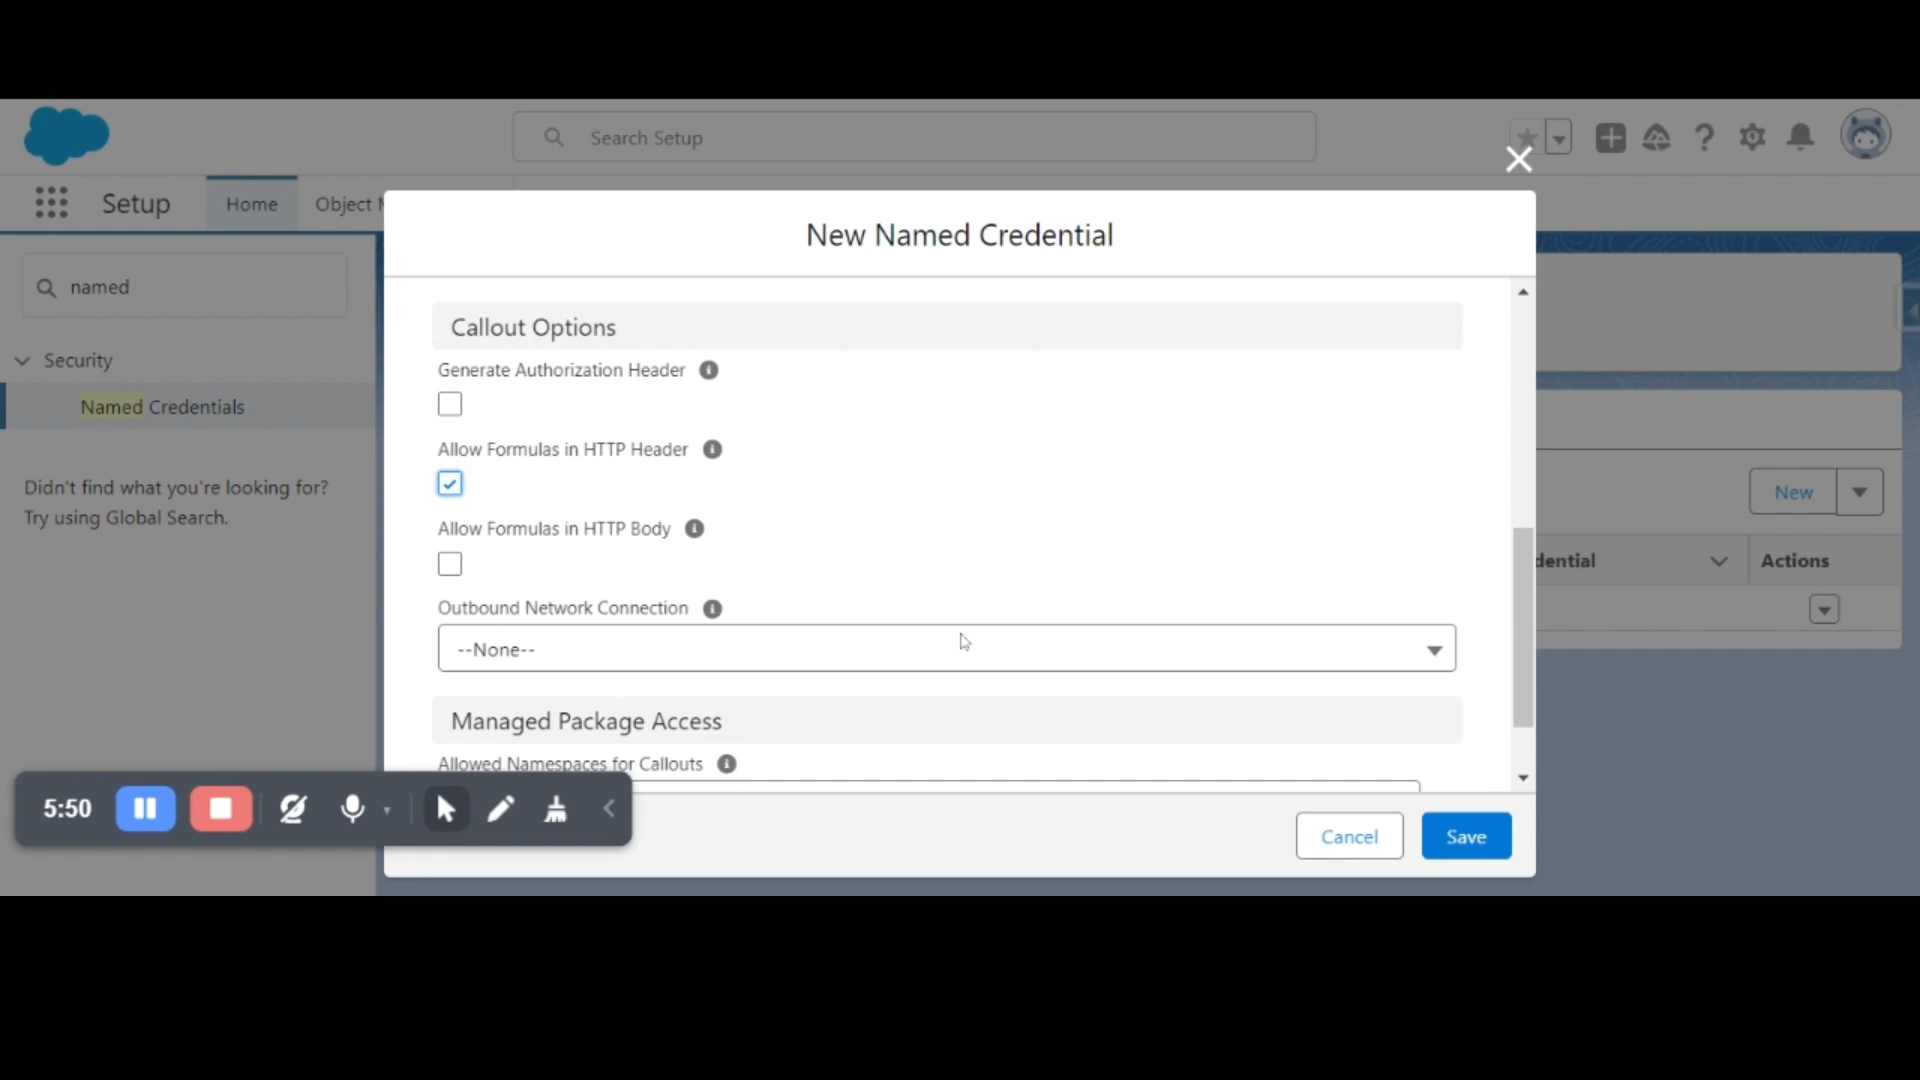 Search Setup
Setup
Home
Object M
named
Security
Named Credentials
Didn't find what you're looking for?
Try using Global Search.
New Named Credential
Callout Options
Generate Authorization Header
Allow Formulas in HTTP Header
Allow Formulas in HTTP Body
Outbound Network Connection
--None--
Managed Package Access
Allowed Namespaces for Callouts
Cancel
Save
New
dential
Actions
5:50